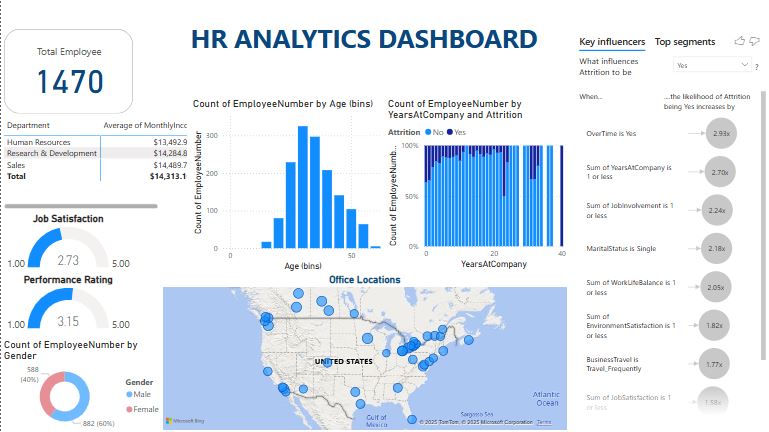 HR ANALYTICS DASHBOARD
Total Employee
1470
Department Average of MonthlyInco
Human Resources $13,492.9
Research & Development $14,284.8
Sales $14,489.7
Total $14,313.1
Job Satisfaction
2.73
1.00 5.00
Performance Rating
3.15
1.00 5.00
Count of EmployeeNumber by
Gender
588
(40%)
882 (60%)
Gender
Male
Female
Count of EmployeeNumber by Age (bins)
Count of EmployeeNumber
300
200
100
0
0 50
Age (bins)
Count of EmployeeNumber by
YearsAtCompany and Attrition
Attrition No Yes
Count of EmployeeNumb...
100%
50%
0%
0 20 40
YearsAtCompany
Office Locations
UNITED STATES
Atlantic
Ocean
Sargasso Sea
Gulf of
Mexico
Microsoft Bing
© 2025 TomTom, © 2025 Microsoft Corporation Terms
Key influencers Top segments
What influences
Attrition to be
Yes
?
When...
...the likelihood of Attrition
being Yes increases by
OverTime is Yes
2.93x
Sum of YearsAtCompany is
1 or less
2.70x
Sum of JobInvolvement is 1
or less
2.24x
MaritalStatus is Single
2.18x
Sum of WorkLifeBalance is 1
or less
2.05x
Sum of
EnvironmentSatisfaction is 1
or less
1.82x
BusinessTravel is
Travel_Frequently
1.77x
Sum of JobSatisfaction is 1
or less
1.58x